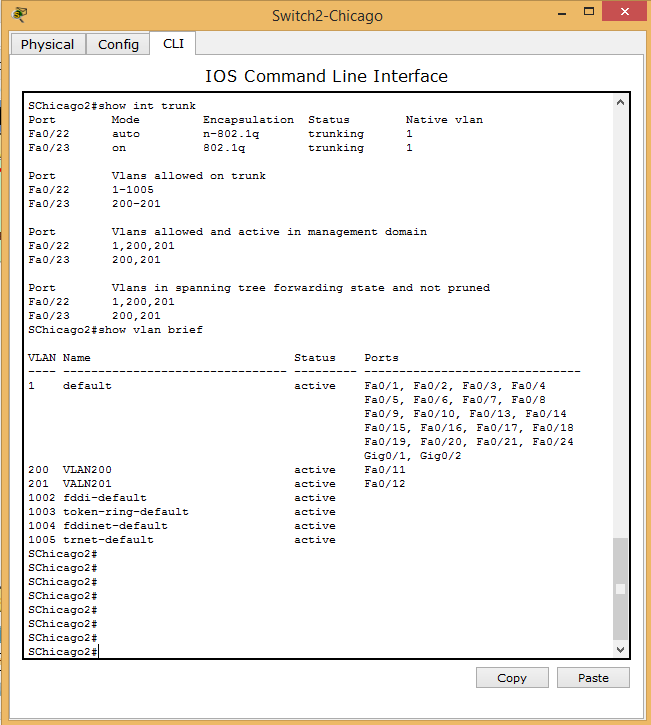 Switch2-Chicago
Physical Config CLI
IOS Command Line Interface
SChicago2#show int trunk
Port        Mode         Encapsulation  Status        Native vlan
Fa0/22      auto         n-802.1q       trunking      1
Fa0/23      on           802.1q         trunking      1
Port        Vlans allowed on trunk
Fa0/22      1-1005
Fa0/23      200-201
Port        Vlans allowed and active in management domain
Fa0/22      1,200,201
Fa0/23      200,201
Port        Vlans in spanning tree forwarding state and not pruned
Fa0/22      1,200,201
Fa0/23      200,201
SChicago2#show vlan brief
VLAN Name                             Status    Ports
---- -------------------------------- --------- -------------------------------
1    default                          active    Fa0/1, Fa0/2, Fa0/3, Fa0/4
                                                Fa0/5, Fa0/6, Fa0/7, Fa0/8
                                                Fa0/9, Fa0/10, Fa0/13, Fa0/14
                                                Fa0/15, Fa0/16, Fa0/17, Fa0/18
                                                Fa0/19, Fa0/20, Fa0/21, Fa0/24
                                                Gig0/1, Gig0/2
200  VLAN200                          active    Fa0/11
201  VALN201                          active    Fa0/12
1002 fddi-default                     active
1003 token-ring-default               active
1004 fddinet-default                  active
1005 trnet-default                    active
SChicago2#
SChicago2#
SChicago2#
SChicago2#
SChicago2#
SChicago2#
SChicago2#
SChicago2#
Copy Paste